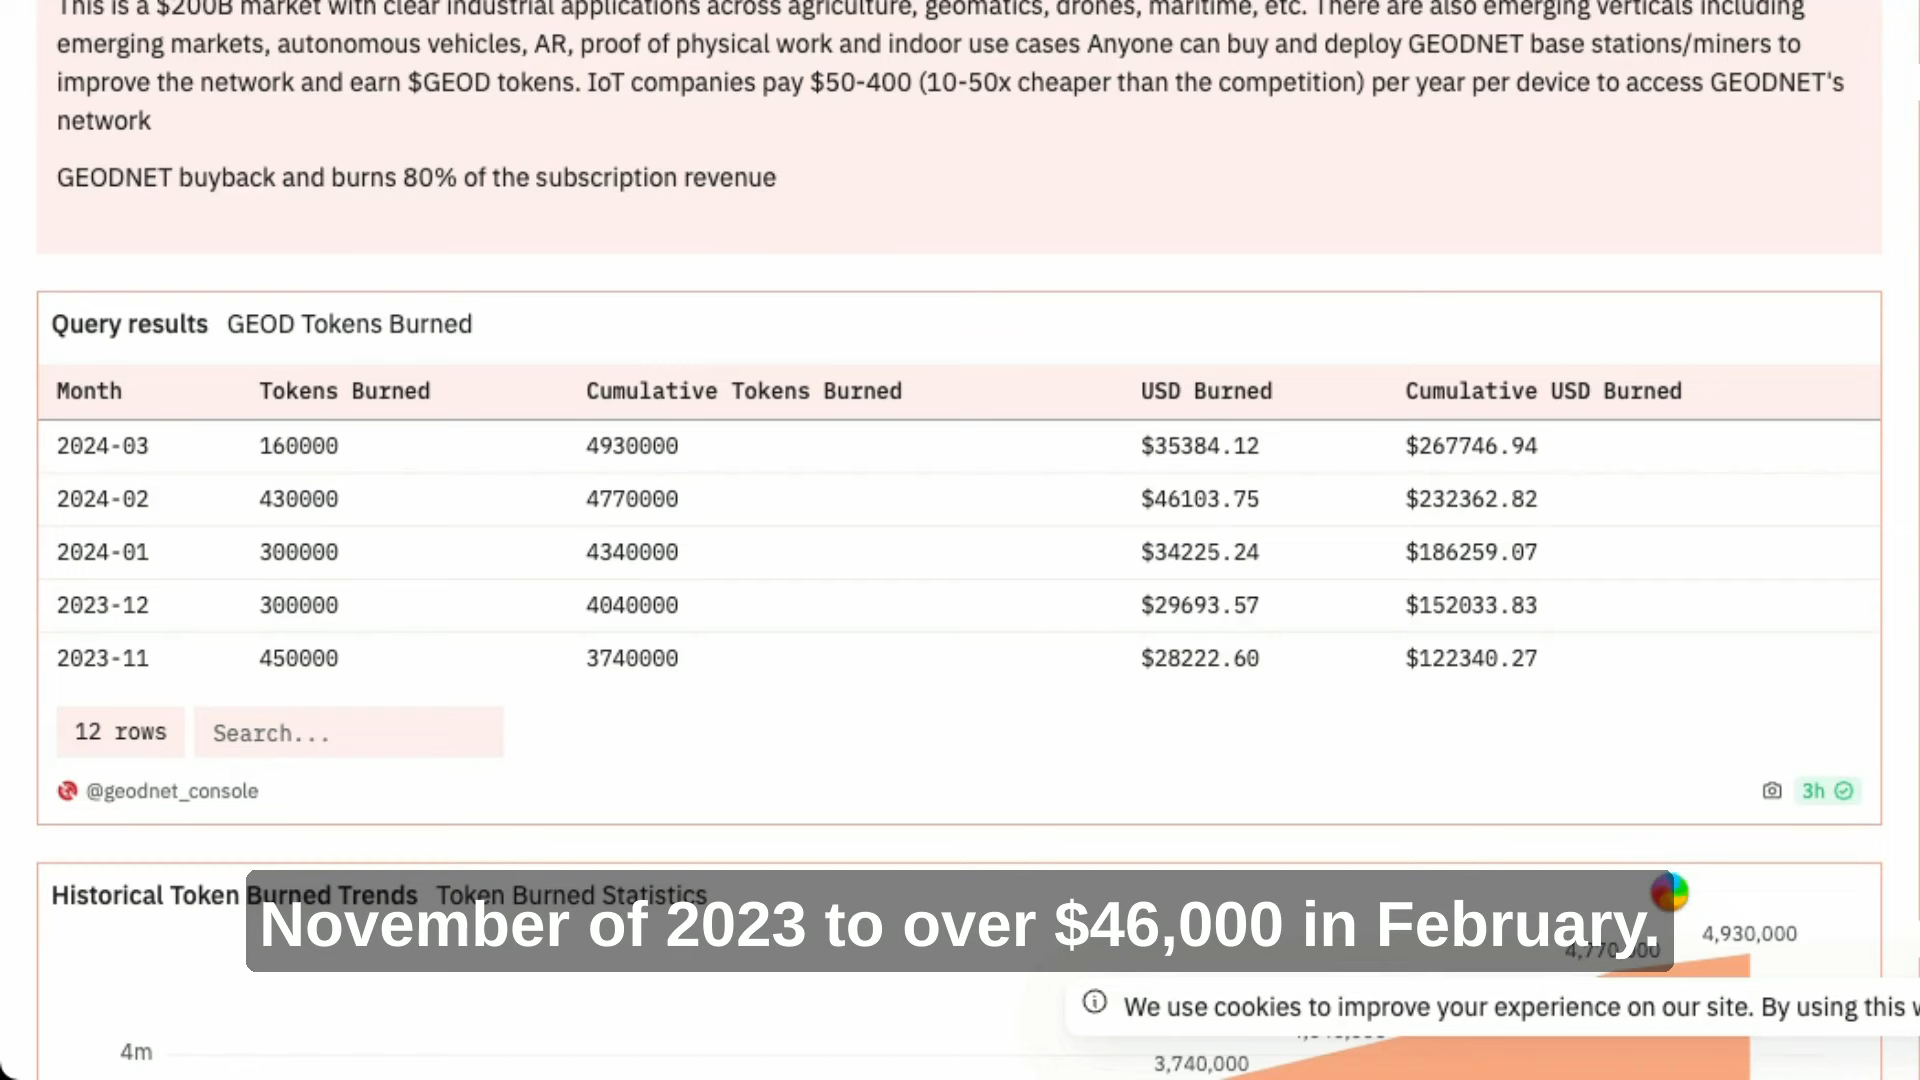 This is a $200B market with clear industrial applications across agriculture, geomatics, drones, maritime, etc. There are also emerging verticals including
emerging markets, autonomous vehicles, AR, proof of physical work and indoor use cases Anyone can buy and deploy GEODNET base stations/miners to
improve the network and earn $GEOD tokens. IoT companies pay $50-400 (10-50x cheaper than the competition) per year per device to access GEODNET's
network
GEODNET buyback and burns 80% of the subscription revenue
Query results GEOD Tokens Burned
Month Tokens Burned Cumulative Tokens Burned USD Burned Cumulative USD Burned
2024-03 160000 4930000 $35384.12 $267746.94
2024-02 430000 4770000 $46103.75 $232362.82
2024-01 300000 4340000 $34225.24 $186259.07
2023-12 300000 4040000 $29693.57 $152033.83
2023-11 450000 3740000 $28222.60 $122340.27
12 rows Search...
@geodnet_console 3h
Historical Token Burned Trends Token Burned Statistics
November of 2023 to over $46,000 in February.
4,930,000
4,770,000
We use cookies to improve your experience on our site. By using this
4m
3,740,000